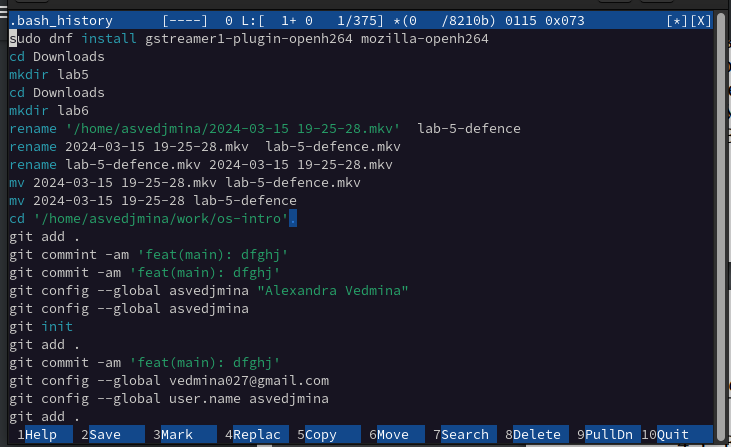 .bash_history [----] 0 L:[ 1+ 0 1/375] *(0 /8210b) 0115 0x073 [*][X]
sudo dnf install gstreamer1-plugin-openh264 mozilla-openh264
cd Downloads
mkdir lab5
cd Downloads
mkdir lab6
rename '/home/asvedjmina/2024-03-15 19-25-28.mkv' lab-5-defence
rename 2024-03-15 19-25-28.mkv lab-5-defence.mkv
rename lab-5-defence.mkv 2024-03-15 19-25-28.mkv
mv 2024-03-15 19-25-28.mkv lab-5-defence.mkv
mv 2024-03-15 19-25-28 lab-5-defence
cd '/home/asvedjmina/work/os-intro'.
git add .
git commint -am 'feat(main): dfghj'
git commit -am 'feat(main): dfghj'
git config --global asvedjmina "Alexandra Vedmina"
git config --global asvedjmina
git init
git add .
git commit -am 'feat(main): dfghj'
git config --global vedmina027@gmail.com
git config --global user.name asvedjmina
git add .
1Help 2Save 3Mark 4Replac 5Copy 6Move 7Search 8Delete 9PullDn 10Quit